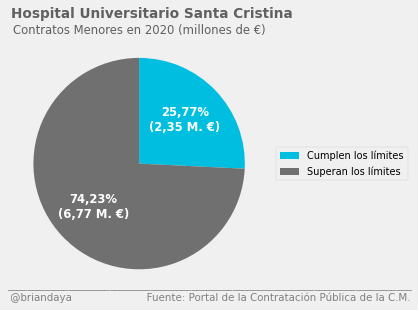 Hospital Universitario Santa Cristina
Contratos Menores en 2020 (millones de €)
25,77%
(2,35 M. €)
74,23%
(6,77 M. €)
Cumplen los límites
Superan los límites
@briandaya
Fuente: Portal de la Contratación Pública de la C.M.